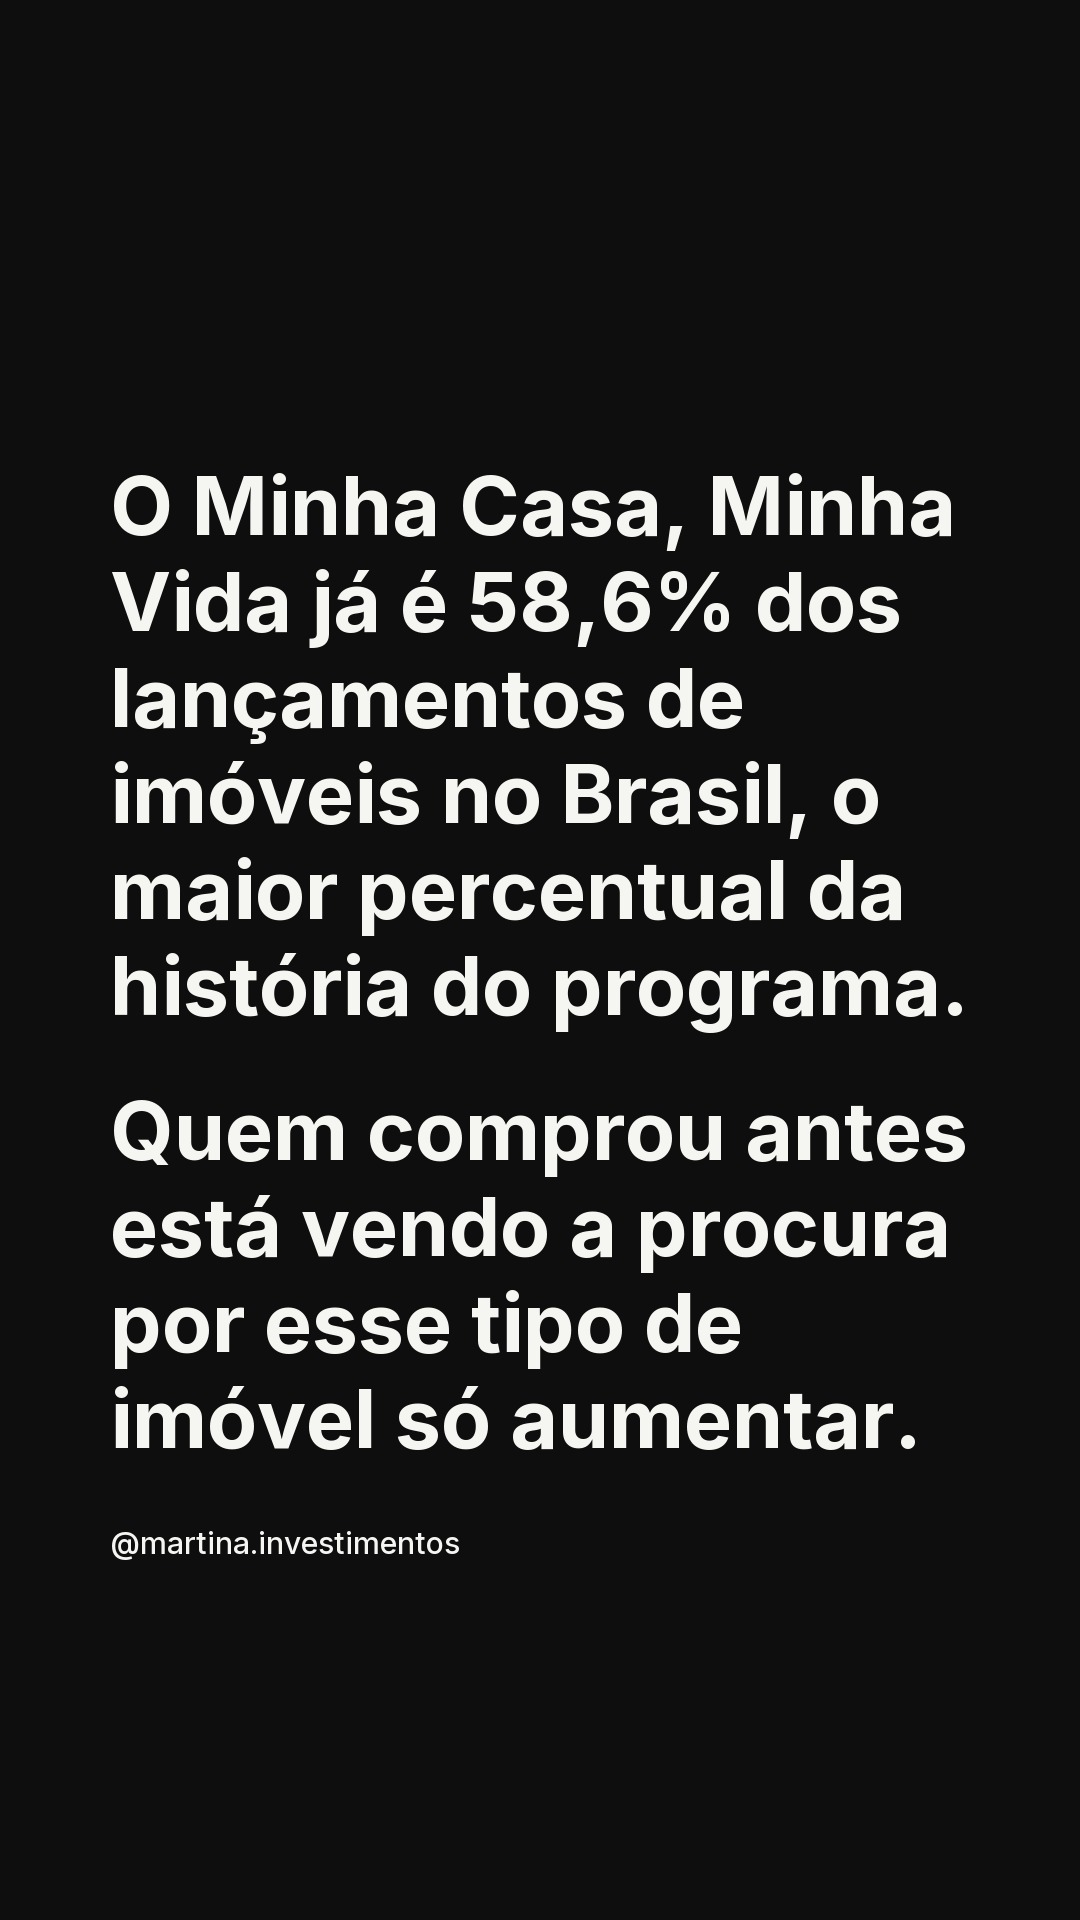 O Minha Casa, Minha
Vida já é 58,6% dos
lançamentos de
imóveis no Brasil, o
maior percentual da
história do programa.
Quem comprou antes
está vendo a procura
por esse tipo de
imóvel só aumentar.
@martina.investimentos